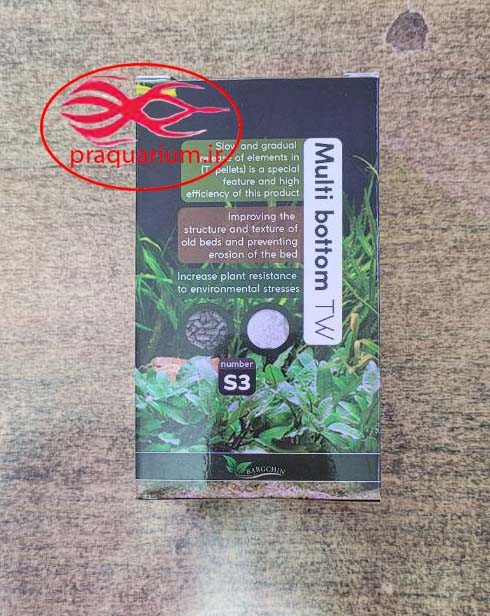 praquarium.ir
Slow and gradual
release of elements in
(T pellets) is a special
feature and high
efficiency of this product
Improving the
structure and texture of
old beds and preventing
erosion of the bed
Increase plant resistance
to environmental stresses
Multi bottom TW
number
S3
BARGCHIN